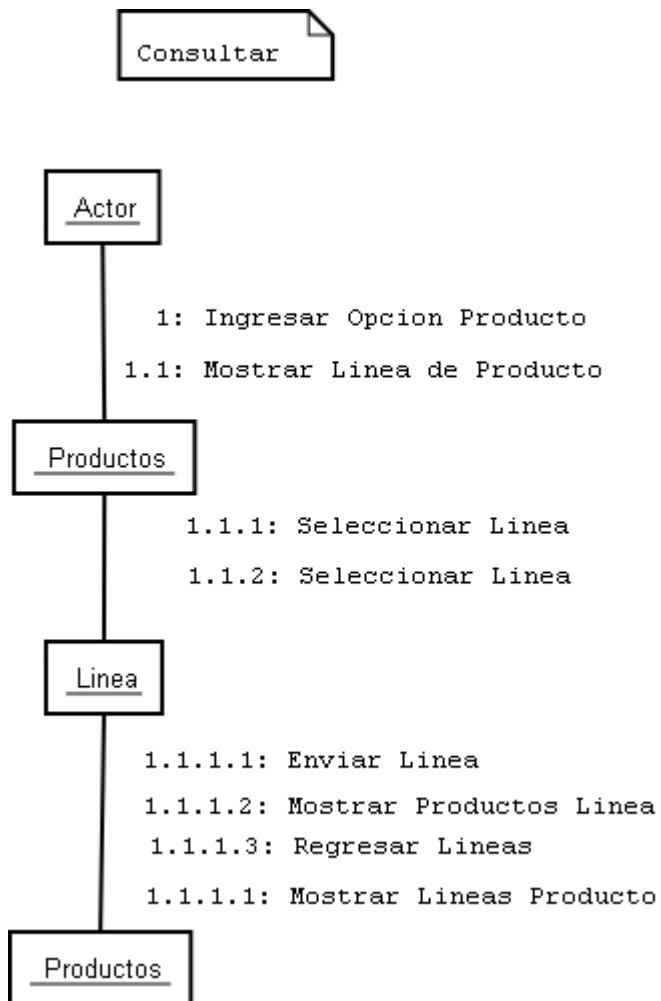 Consultar
Actor
1: Ingresar Opcion Producto
1.1: Mostrar Linea de Producto
Productos
1.1.1: Seleccionar Linea
1.1.2: Seleccionar Linea
Linea
1.1.1.1: Enviar Linea
1.1.1.2: Mostrar Productos Linea
1.1.1.3: Regresar Lineas
1.1.1.1: Mostrar Lineas Producto
Productos